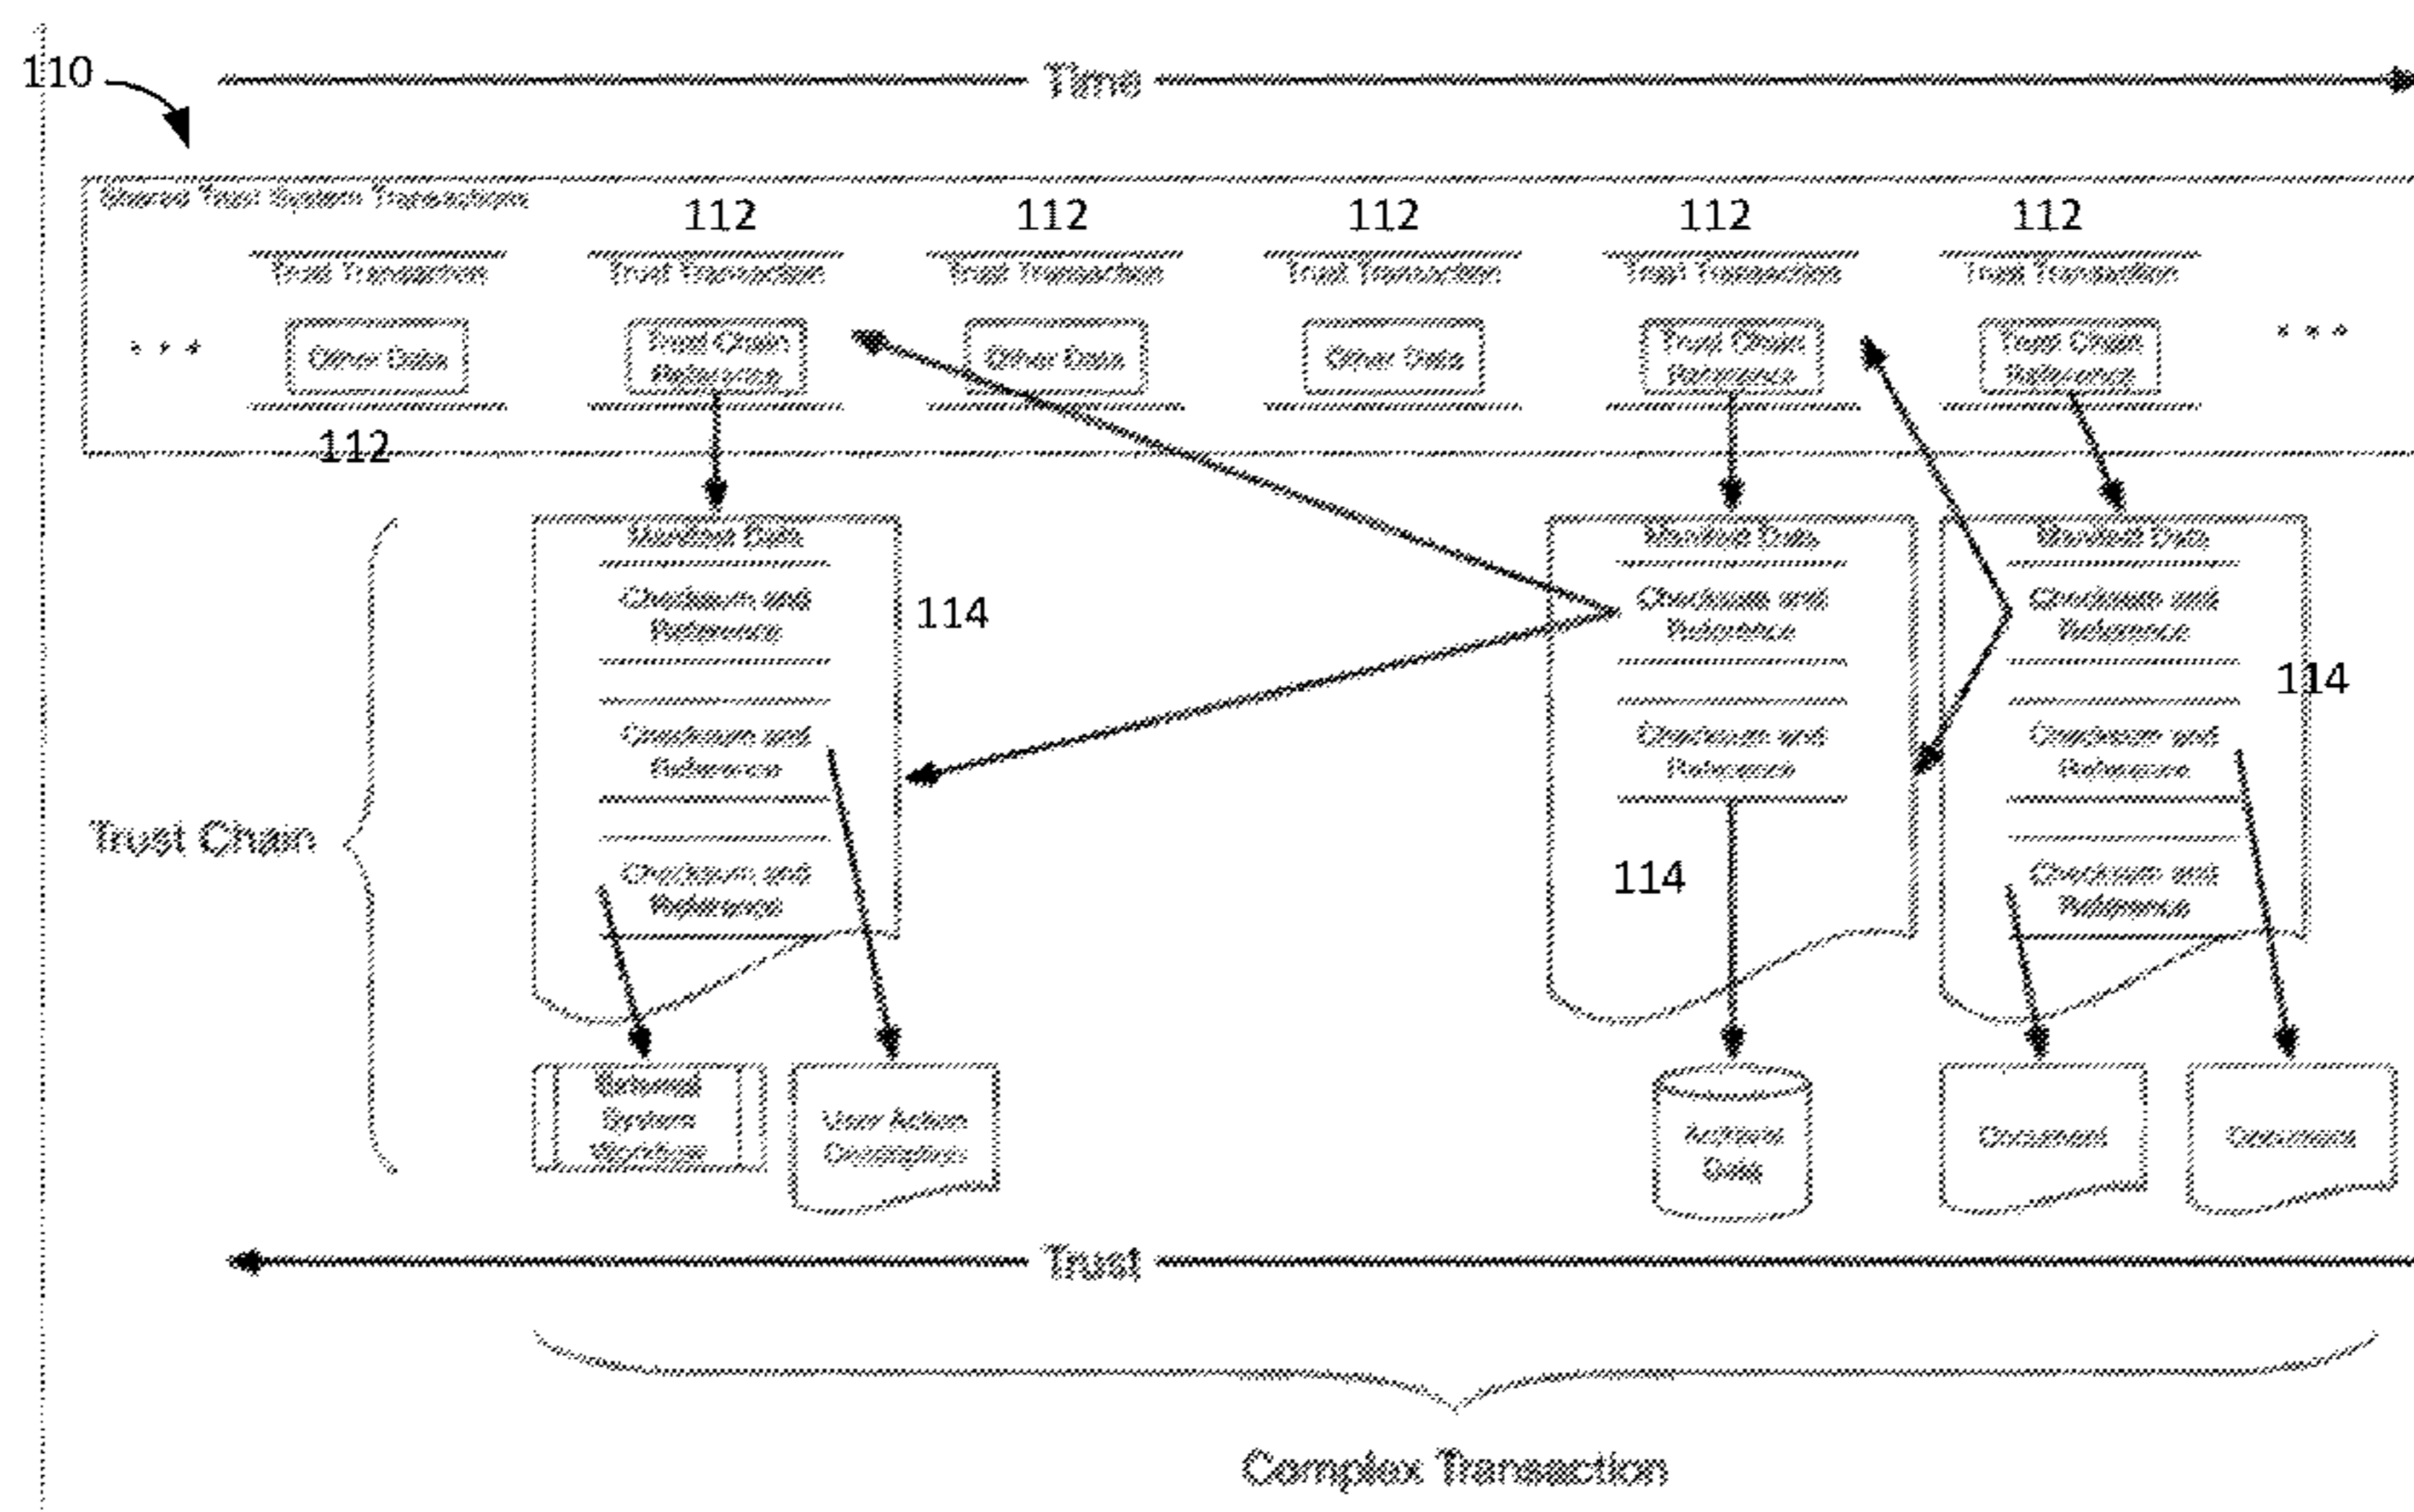 110
Time
Shared Trust System Transactions
112 112 112 112 112
Trust Transaction Trust Transaction Trust Transaction Trust Transaction Trust Transaction Trust Transaction
. . . Other Data Trust Chain Reference Other Data Other Data Trust Chain Reference Trust Chain Reference . . .
112
Manifest Data Manifest Data Manifest Data
Checksum and Checksum and Checksum and
Reference Reference Reference
114
114
Checksum and Checksum and Checksum and
Reference Reference Reference
Trust Chain
114
Checksum and Checksum and
Reference Reference
External
System
Workflow
User Action
Description
Data
Document Document
Trust
Complex Transaction